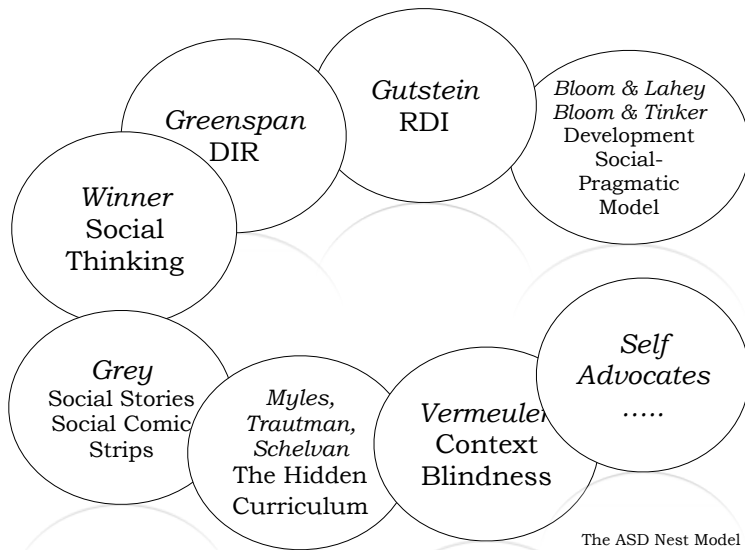 Gutstein
RDI
Bloom & Lahey
Bloom & Tinker
Development
Social-
Pragmatic
Model
Greenspan
DIR
Winner
Social
Thinking
Self
Advocates
.....
Grey
Social Stories
Social Comic
Strips
Myles,
Trautman,
Schelvan
The Hidden
Curriculum
Vermeulen
Context
Blindness
The ASD Nest Model